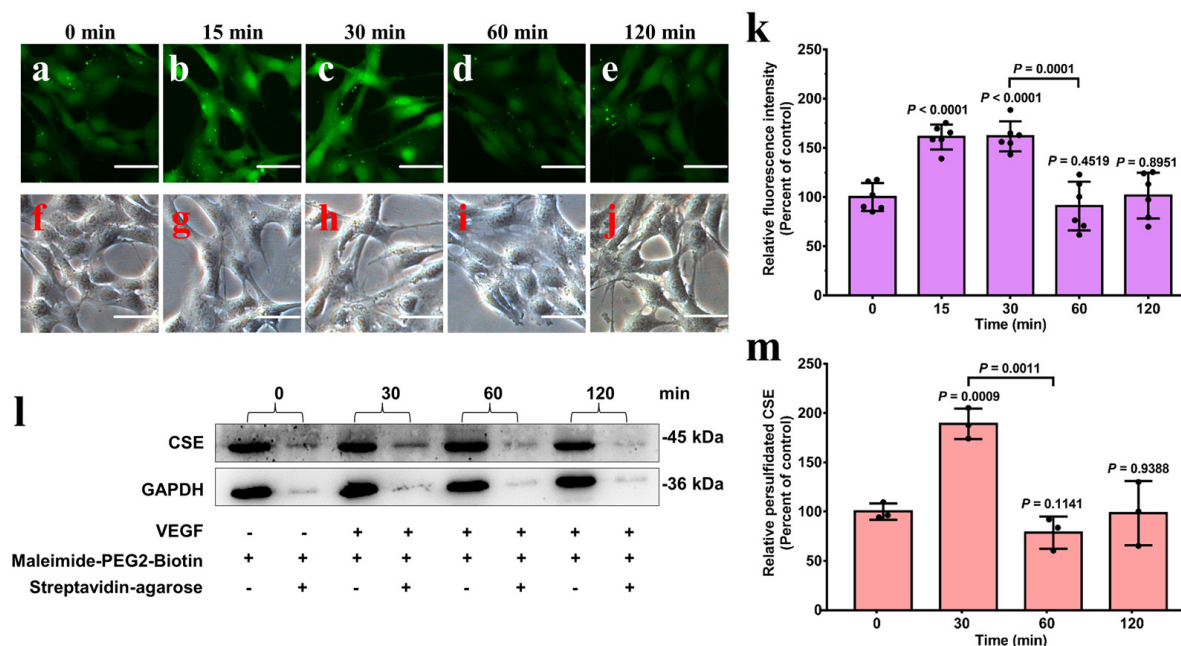 0 min 15 min 30 min 60 min 120 min
a b c d e
f g h i j
k
Relative fluorescence intensity
(Percent of control)
250
200
150
100
50
0
P = 0.0001
P < 0.0001
P < 0.0001
P = 0.4519
P = 0.8951
0 15 30 60 120
Time (min)
l
0 30 60 120 min
CSE -45 kDa
GAPDH -36 kDa
VEGF - - + + + + + +
Maleimide-PEG2-Biotin + + + + + + + +
Streptavidin-agarose - + - + - + - +
m
Relative persulfidated CSE
(Percent of control)
250
200
150
100
50
0
P = 0.0011
P = 0.0009
P = 0.1141
P = 0.9388
0 30 60 120
Time (min)